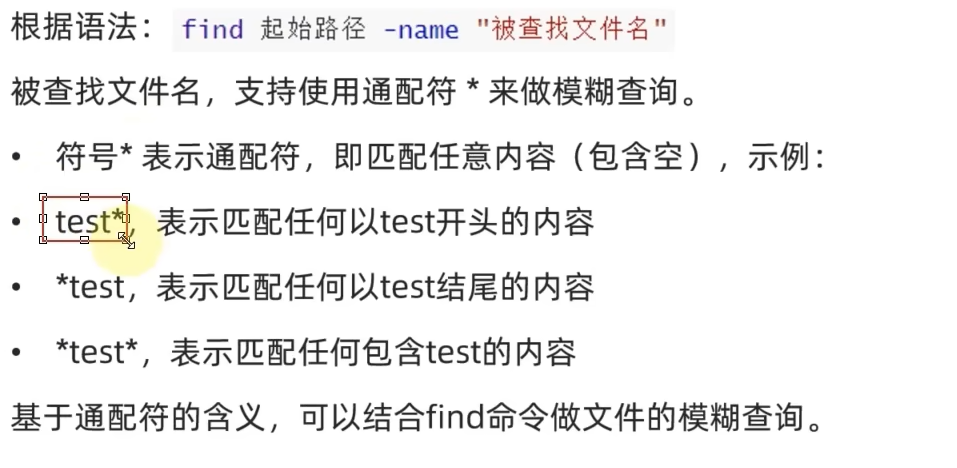 根据语法：find 起始路径 -name "被查找文件名"
被查找文件名，支持使用通配符 * 来做模糊查询。
• 符号* 表示通配符，即匹配任意内容（包含空），示例：
• test*，表示匹配任何以test开头的内容
• *test，表示匹配任何以test结尾的内容
• *test*，表示匹配任何包含test的内容
基于通配符的含义，可以结合find命令做文件的模糊查询。